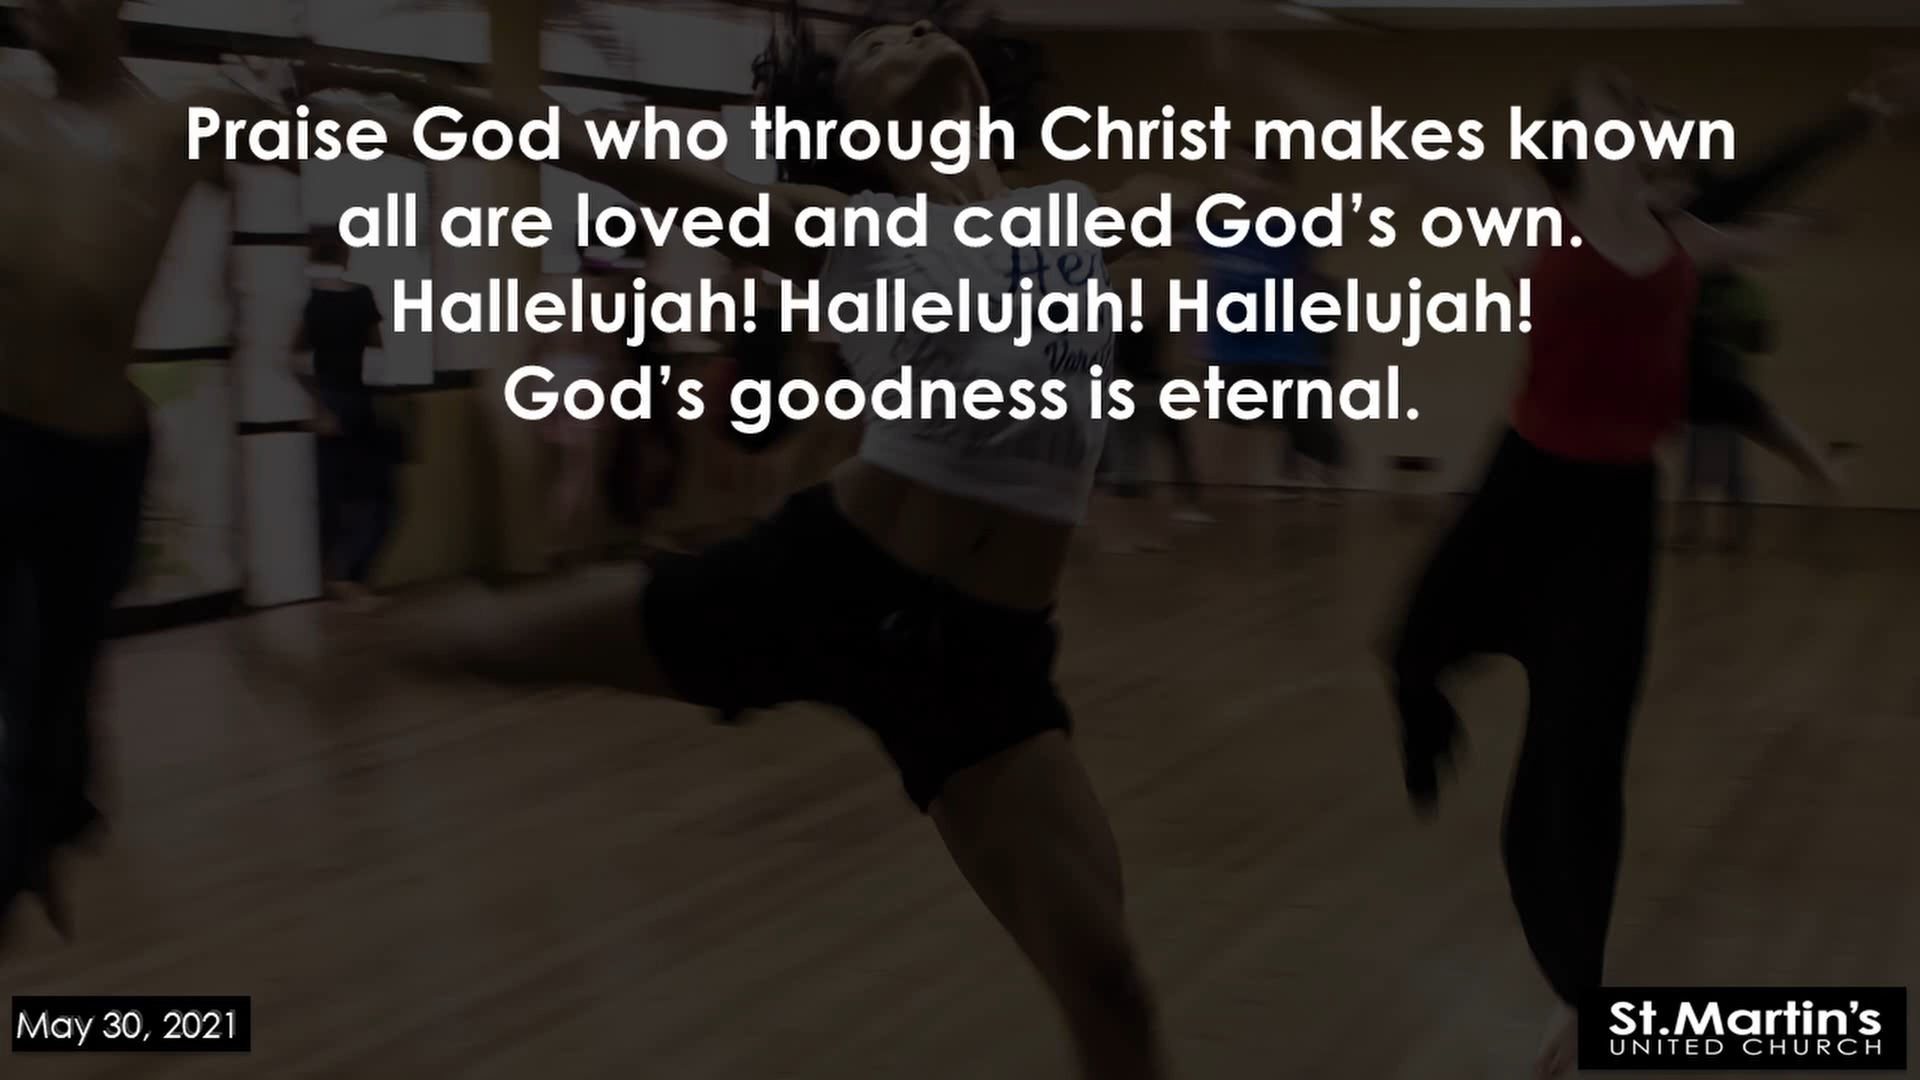 Praise God who through Christ makes known
all are loved and called God’s own.
Hallelujah! Hallelujah! Hallelujah!
God’s goodness is eternal.
May 30, 2021
St.Martin’s
UNITED CHURCH